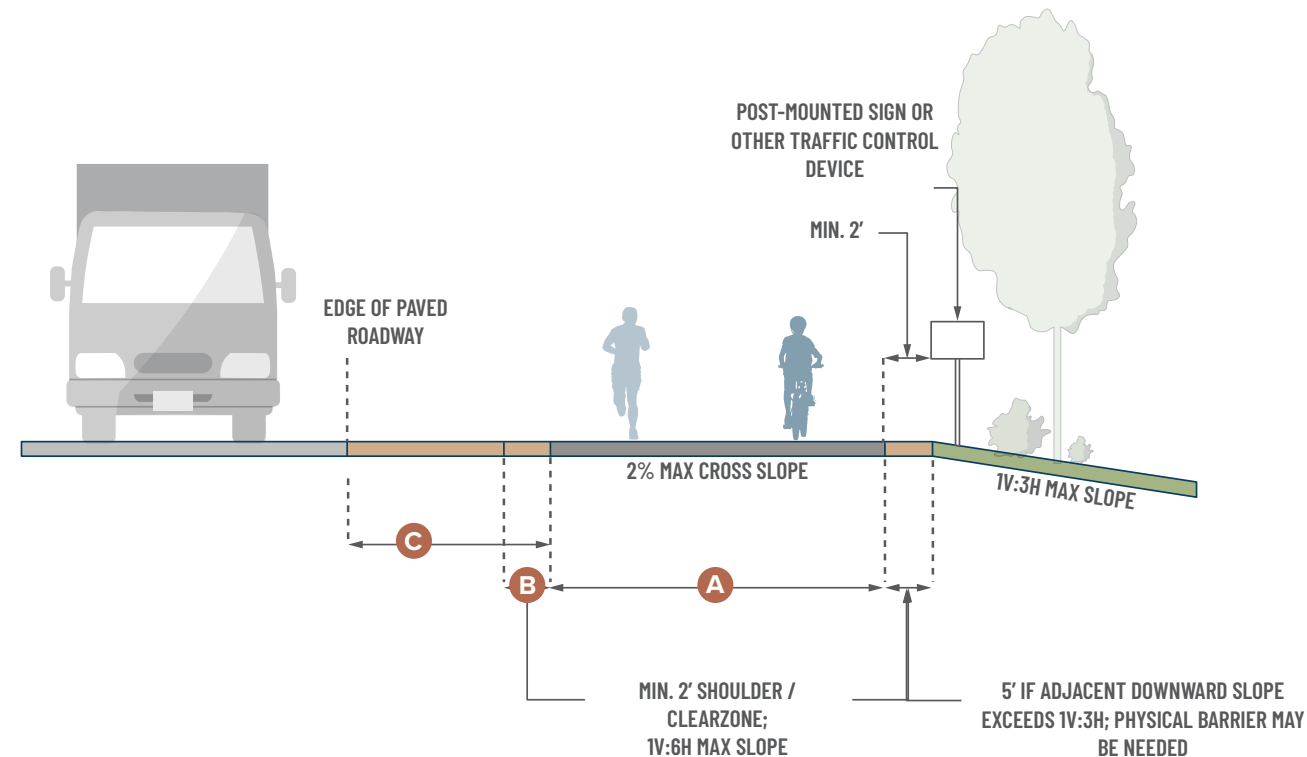 POST-MOUNTED SIGN OR
OTHER TRAFFIC CONTROL
DEVICE
MIN. 2′
EDGE OF PAVED
ROADWAY
2% MAX CROSS SLOPE
1V:3H MAX SLOPE
C
B
A
MIN. 2′ SHOULDER /
CLEARZONE;
1V:6H MAX SLOPE
5′ IF ADJACENT DOWNWARD SLOPE
EXCEEDS 1V:3H; PHYSICAL BARRIER MAY
BE NEEDED